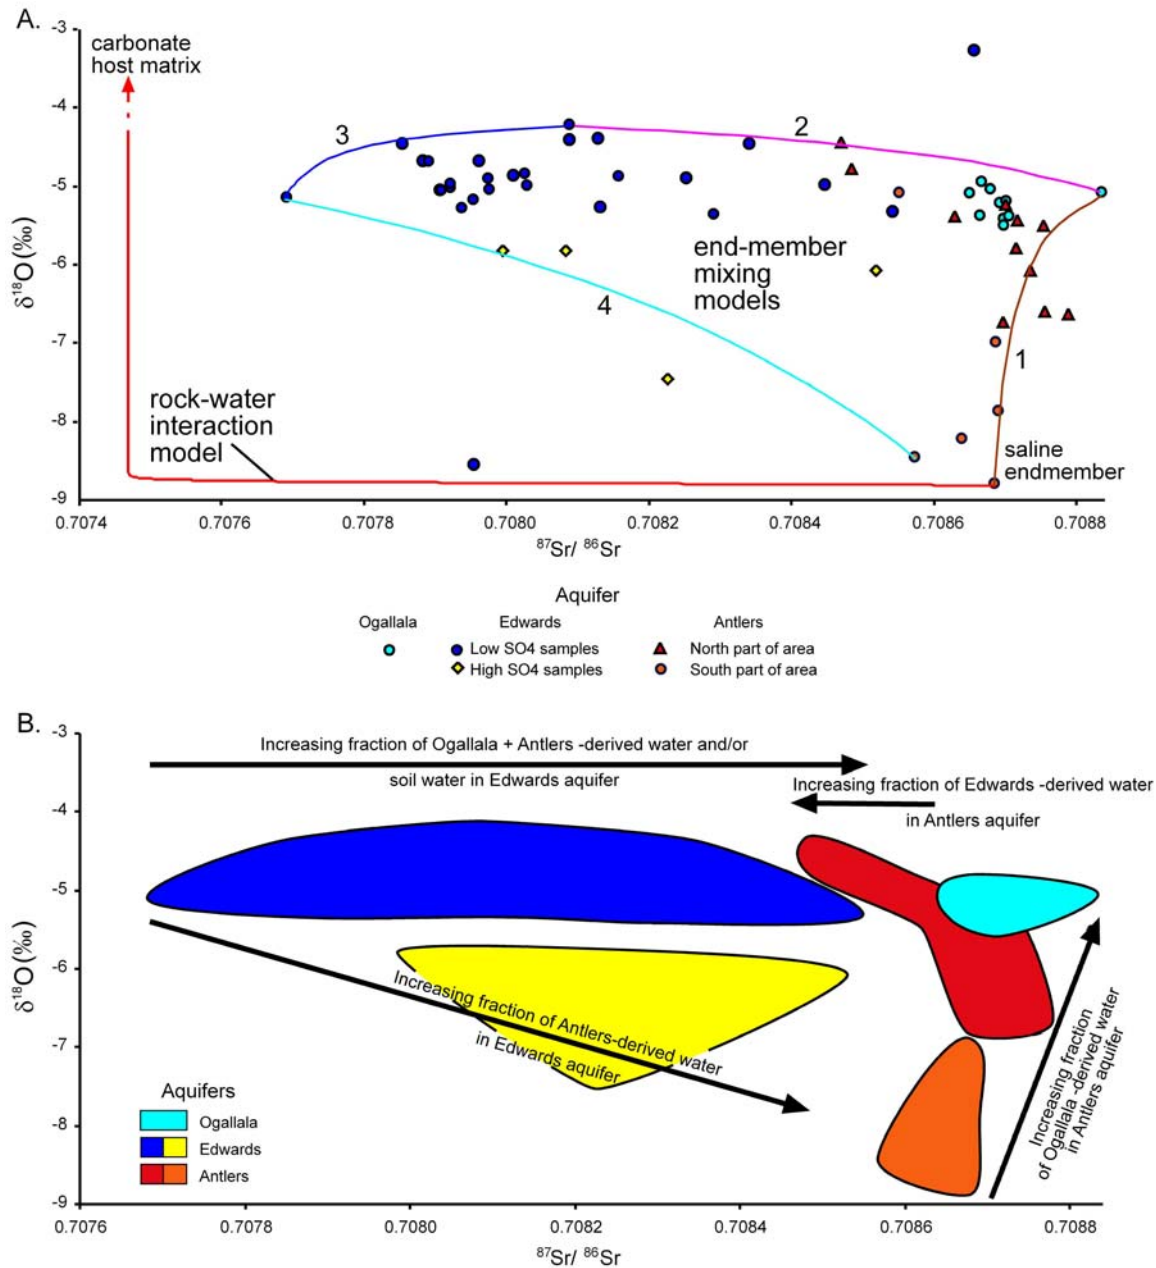 A.
-3
carbonate
host matrix
-4
3
2
-5
end-member
mixing
models
-6
4
δ18O(‰)
-7
1
rock-water
interaction
model
-8
saline
endmember
-9
0.7074
0.7076
0.7078
0.7080
0.7082
0.7084
0.7086
0.7088
87Sr/ 86Sr
Aquifer
Ogallala
Edwards
Antlers
Low SO4 samples
North part of area
High SO4 samples
South part of area
B.
-3
Increasing fraction of Ogallala + Antlers -derived water and/or
soil water in Edwards aquifer
Increasing fraction of Edwards -derived water
in Antlers aquifer
-4
-5
δ18O(‰)
-6
Increasing fraction of Antlers-derived water
in Edwards aquifer
-7
Increasing fraction
of Ogallala -derived water
in Antlers aquifer
Aquifers
Ogallala
-8
Edwards
Antlers
-9
0.7076
0.7078
0.7080
0.7082
0.7084
0.7086
0.7088
87Sr/ 86Sr